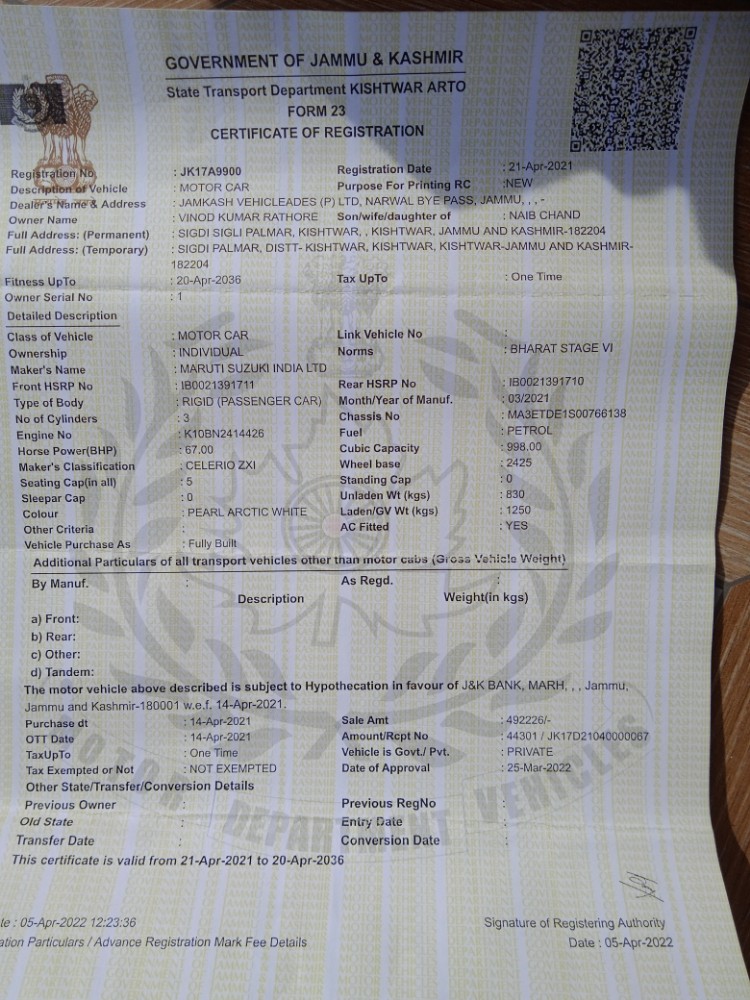 GOVERNMENT OF JAMMU & KASHMIR
State Transport Department KISHTWAR ARTO
FORM 23
CERTIFICATE OF REGISTRATION
Registration No : JK17A9900 Registration Date : 21-Apr-2021
Description of Vehicle : MOTOR CAR Purpose For Printing RC :NEW
Dealer's Name & Address : JAMKASH VEHICLEADES (P) LTD, NARWAL BYE PASS, JAMMU, , , -
Owner Name : VINOD KUMAR RATHORE Son/wife/daughter of : NAIB CHAND
Full Address: (Permanent) : SIGDI SIGLI PALMAR, KISHTWAR, , KISHTWAR, JAMMU AND KASHMIR-182204
Full Address: (Temporary) : SIGDI PALMAR, DISTT- KISHTWAR, KISHTWAR, KISHTWAR-JAMMU AND KASHMIR-
182204
Fitness UpTo : 20-Apr-2036 Tax UpTo : One Time
Owner Serial No : 1
Detailed Description
Class of Vehicle : MOTOR CAR Link Vehicle No :
Ownership : INDIVIDUAL Norms : BHARAT STAGE VI
Maker's Name : MARUTI SUZUKI INDIA LTD
Front HSRP No : IB0021391711 Rear HSRP No : IB0021391710
Type of Body : RIGID (PASSENGER CAR) Month/Year of Manuf. : 03/2021
No of Cylinders : 3 Chassis No : MA3ETDE1S00766138
Engine No : K10BN2414426 Fuel : PETROL
Horse Power(BHP) : 67.00 Cubic Capacity : 998.00
Maker's Classification : CELERIO ZXI Wheel base : 2425
Seating Cap(in all) : 5 Standing Cap : 0
Sleepar Cap : 0 Unladen Wt (kgs) : 830
Colour : PEARL ARCTIC WHITE Laden/GV Wt (kgs) : 1250
Other Criteria : AC Fitted : YES
Vehicle Purchase As : Fully Built
Additional Particulars of all transport vehicles other than motor cabs (Gross Vehicle Weight)
By Manuf. : As Regd. :
Description Weight(in kgs)
a) Front:
b) Rear:
c) Other:
d) Tandem:
The motor vehicle above described is subject to Hypothecation in favour of J&K BANK, MARH, , , Jammu,
Jammu and Kashmir-180001 w.e.f. 14-Apr-2021.
Purchase dt : 14-Apr-2021 Sale Amt : 492226/-
OTT Date : 14-Apr-2021 Amount/Rcpt No : 44301 / JK17D21040000067
TaxUpTo : One Time Vehicle is Govt./ Pvt. : PRIVATE
Tax Exempted or Not : NOT EXEMPTED Date of Approval : 25-Mar-2022
Other State/Transfer/Conversion Details
Previous Owner : Previous RegNo :
Old State : Entry Date :
Transfer Date : Conversion Date :
This certificate is valid from 21-Apr-2021 to 20-Apr-2036
MOTOR VEHICLES DEPARTMENT
te : 05-Apr-2022 12:23:36 Signature of Registering Authority
ation Particulars / Advance Registration Mark Fee Details Date : 05-Apr-2022